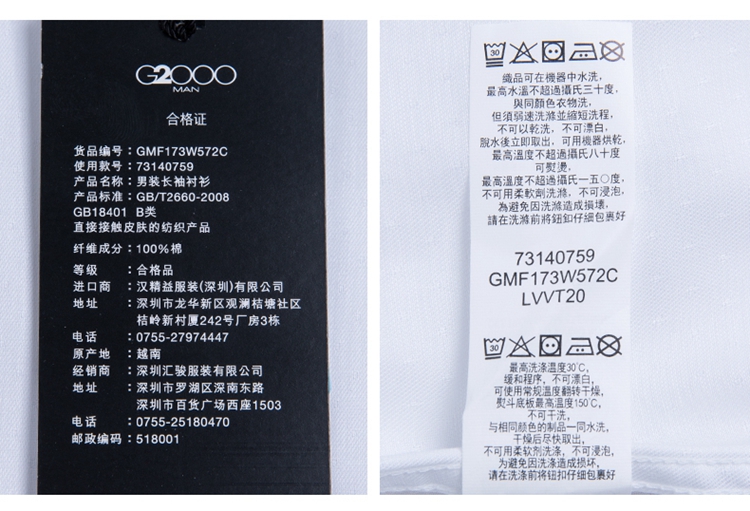 G2000
MAN
合格证
货品编号：GMF173W572C
使用款号：73140759
产品名称：男装长袖衬衫
产品标准：GB/T2660-2008
GB18401 B类
直接接触皮肤的纺织产品
纤维成分：100%棉
等级：合格品
进口商：汉精益服装(深圳)有限公司
地址：深圳市龙华新区观澜桔塘社区
桔岭新村厦242号厂房3栋
电话：0755-27974447
原产地：越南
经销商：深圳汇骏服装有限公司
地址：深圳市罗湖区深南东路
深圳市百货广场西座1503
电话：0755-25180470
邮政编码：518001
30
織品可在機器中水洗，
最高水溫不超過攝氏三十度，
與同顏色衣物洗，
但須弱速洗滌並縮短洗程，
不可以乾洗，不可漂白，
脫水後立即取出，可用機器烘乾，
最高溫度不超過攝氏八十度
可熨燙，
最高溫度不超過攝氏一五〇度，
不可用柔軟劑洗滌，不可浸泡，
為避免因洗滌造成損壞，
請在洗滌前將鈕釦仔細包裹好
73140759
GMF173W572C
LVVT20
30
最高洗涤温度30℃，
缓和程序，不可漂白，
可使用常规温度翻转干燥，
熨斗底板最高温度150℃，
不可干洗，
与相同颜色的制品一同水洗，
干燥后尽快取出，
不可用柔软剂洗涤，不可浸泡，
为避免因洗涤造成损坏，
请在洗涤前将钮扣仔细包裹好